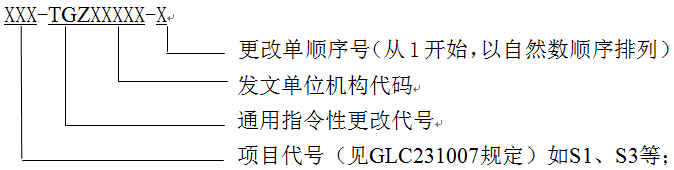 XXX-TGZXXXXX-X
更改单顺序号（从1开始，以自然数顺序排列）
发文单位机构代码
通用指令性更改代号
项目代号（见GLC231007规定）如S1、S3等；